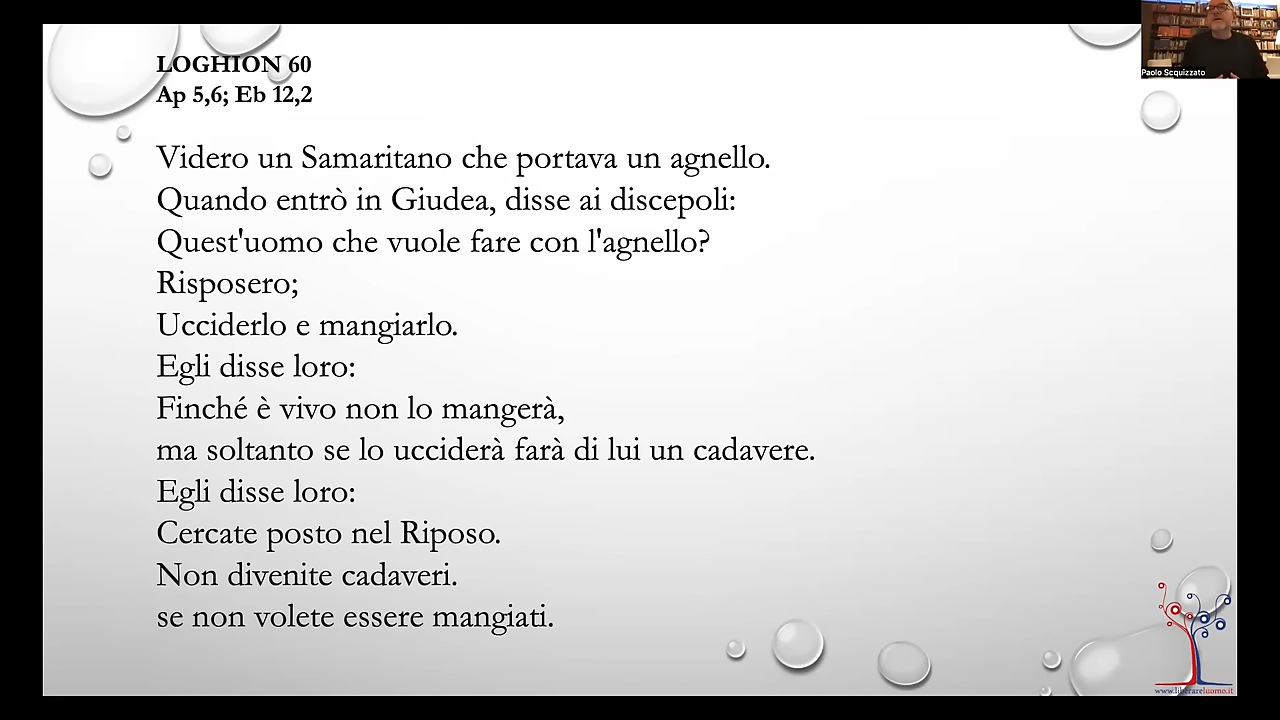 LOGHION 60
Ap 5,6; Eb 12,2
Videro un Samaritano che portava un agnello.
Quando entrò in Giudea, disse ai discepoli:
Quest'uomo che vuole fare con l'agnello?
Risposero;
Ucciderlo e mangiarlo.
Egli disse loro:
Finché è vivo non lo mangerà,
ma soltanto se lo ucciderà farà di lui un cadavere.
Egli disse loro:
Cercate posto nel Riposo.
Non divenite cadaveri.
se non volete essere mangiati.
Paolo Scquizzato
www.liberareluomo.it